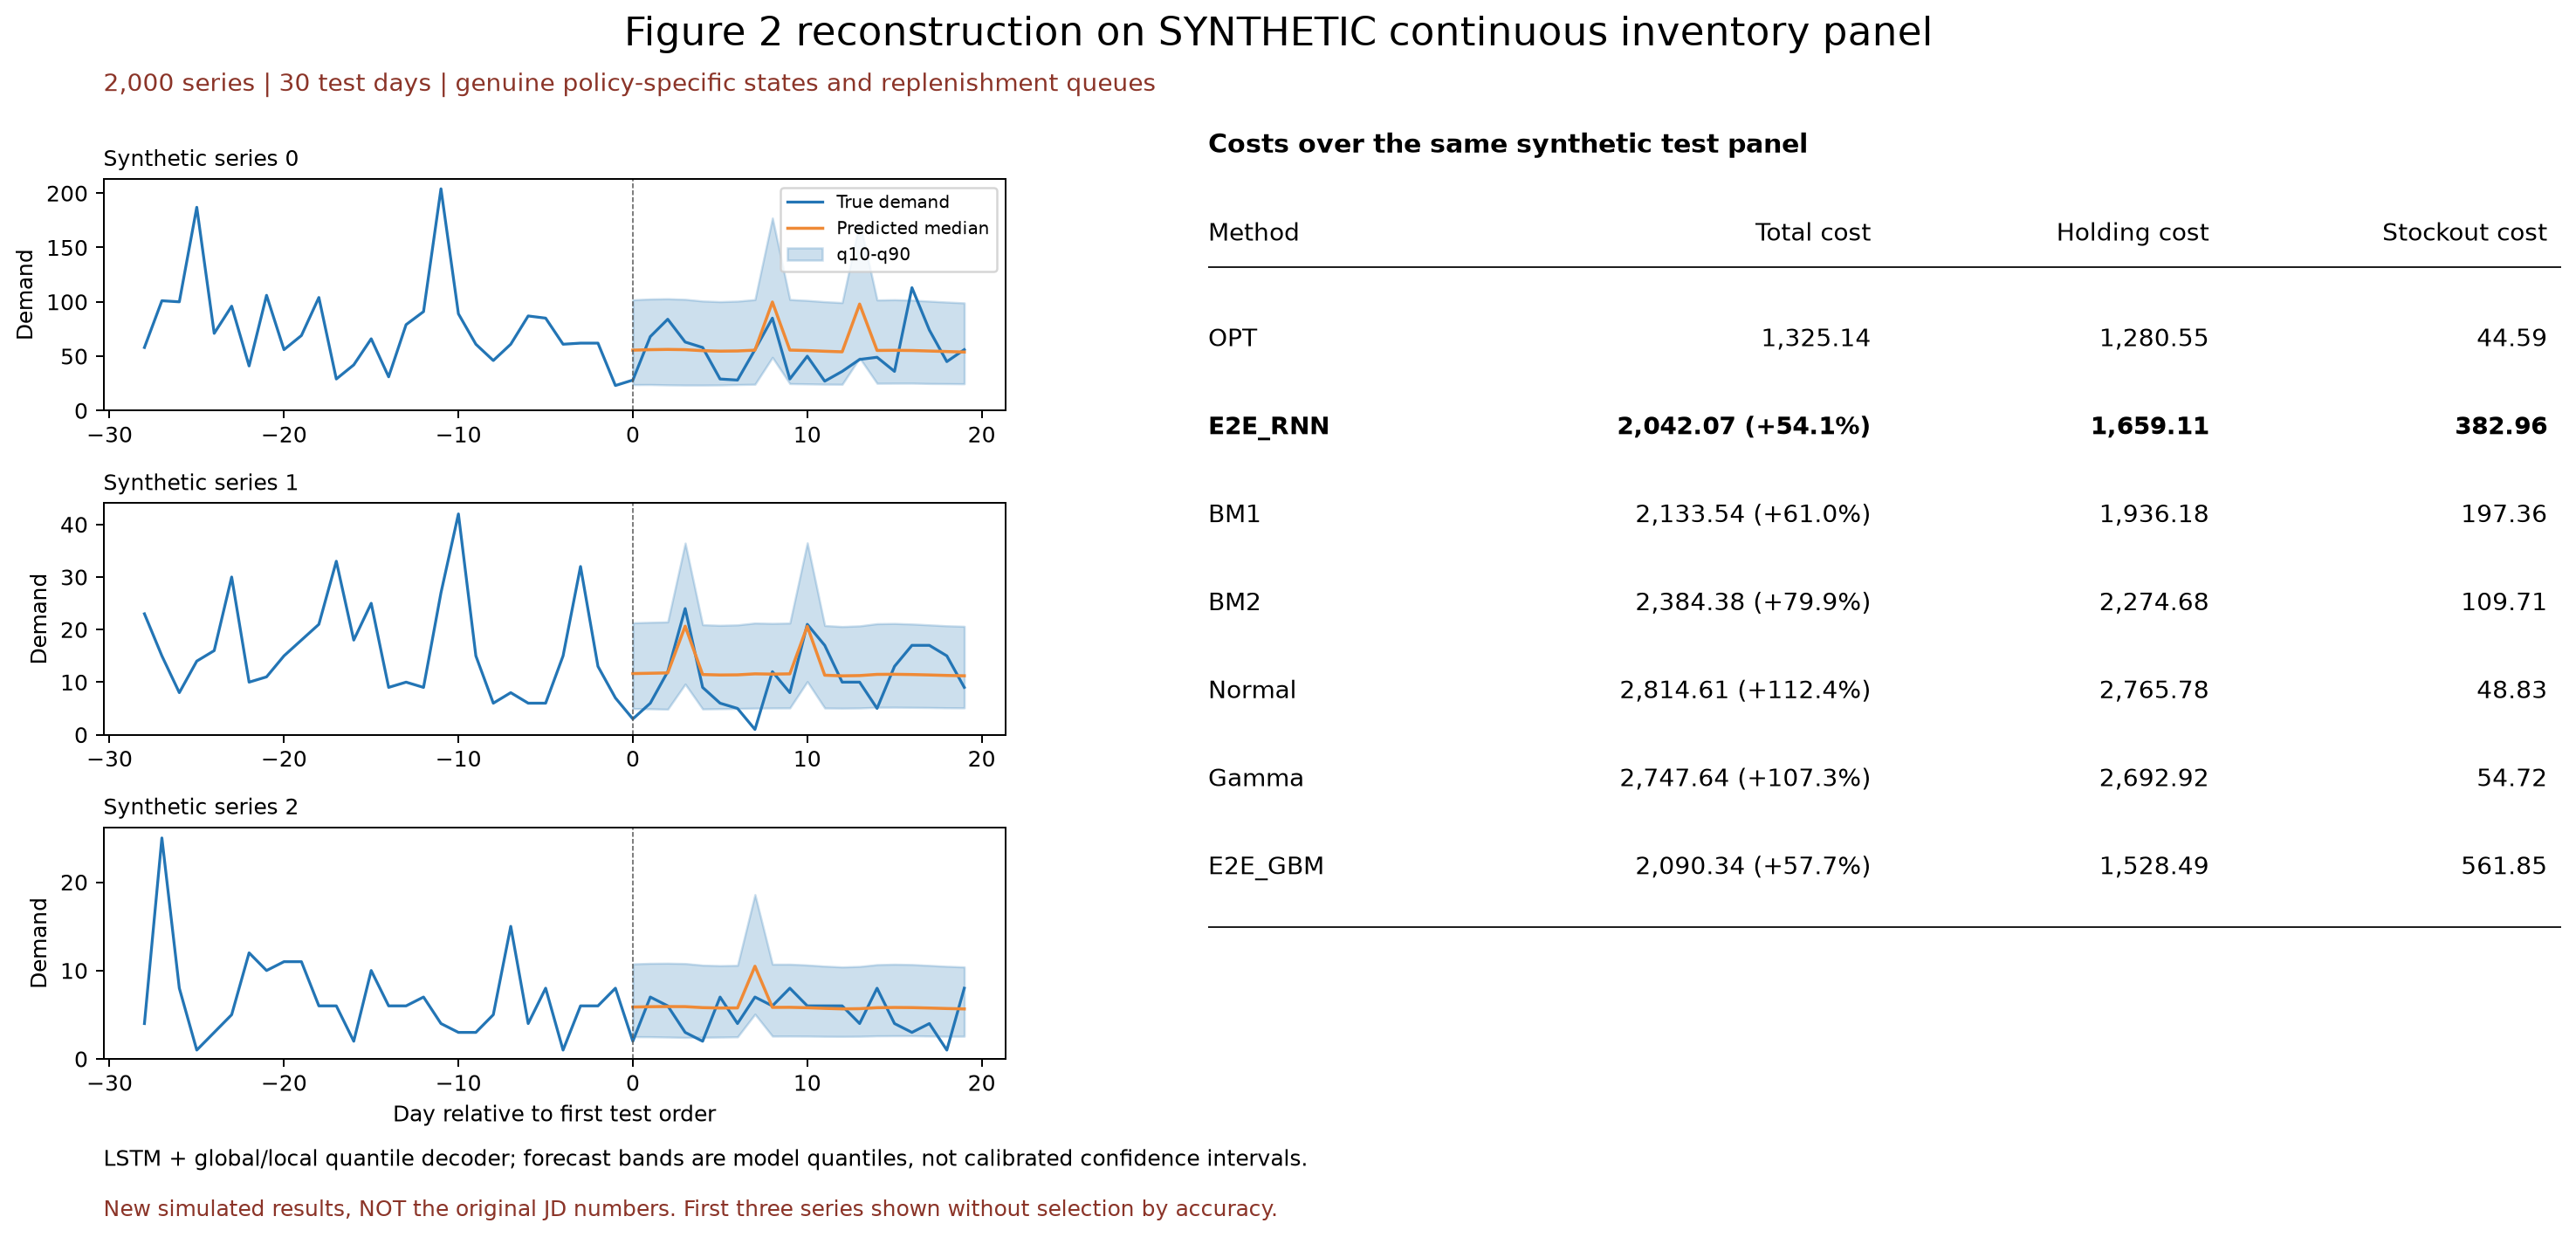 Figure 2 reconstruction on SYNTHETIC continuous inventory panel
2,000 series | 30 test days | genuine policy-specific states and replenishment queues
Synthetic series 0
Demand
200
150
100
50
0
−30 −20 −10 0 10 20
True demand
Predicted median
q10-q90
Synthetic series 1
Demand
40
30
20
10
0
−30 −20 −10 0 10 20
Synthetic series 2
Demand
20
10
0
−30 −20 −10 0 10 20
Day relative to first test order
Costs over the same synthetic test panel
Method Total cost Holding cost Stockout cost
OPT 1,325.14 1,280.55 44.59
E2E_RNN 2,042.07 (+54.1%) 1,659.11 382.96
BM1 2,133.54 (+61.0%) 1,936.18 197.36
BM2 2,384.38 (+79.9%) 2,274.68 109.71
Normal 2,814.61 (+112.4%) 2,765.78 48.83
Gamma 2,747.64 (+107.3%) 2,692.92 54.72
E2E_GBM 2,090.34 (+57.7%) 1,528.49 561.85
LSTM + global/local quantile decoder; forecast bands are model quantiles, not calibrated confidence intervals.
New simulated results, NOT the original JD numbers. First three series shown without selection by accuracy.